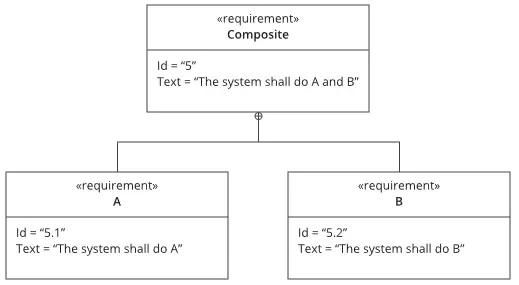 «requirement»
Composite
Id = “5”
Text = “The system shall do A and B”
«requirement»
A
Id = “5.1”
Text = “The system shall do A”
«requirement»
B
Id = “5.2”
Text = “The system shall do B”